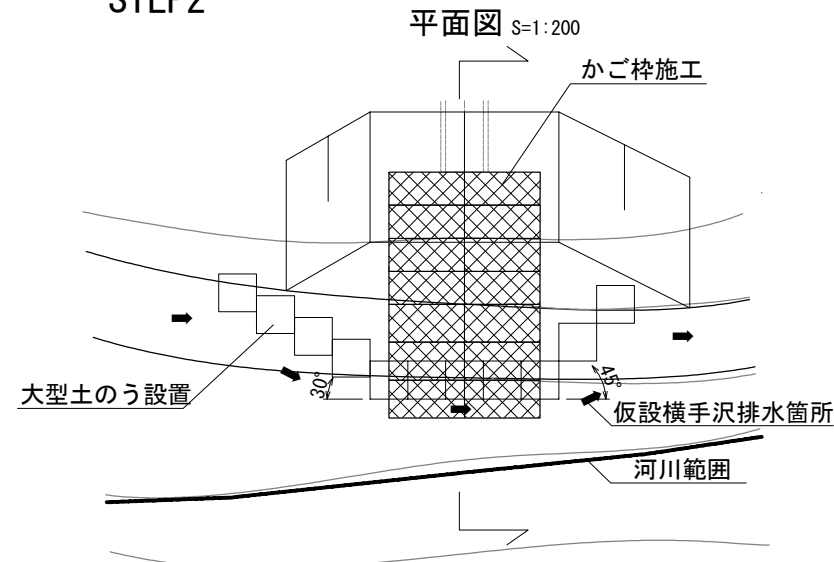 STEP2
平面図 S=1:200
かご枠施工
大型土のう設置
30°
45°
仮設横手沢排水箇所
河川範囲